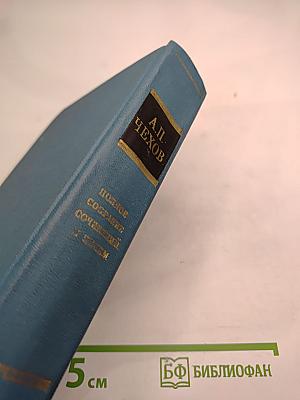 А.П.
ЧЕХОВ
ПОЛНОЕ
СОБРАНИЕ
СОЧИНЕНИЙ
И ПИСЕМ
5 см
БФ БИБЛИОФАН